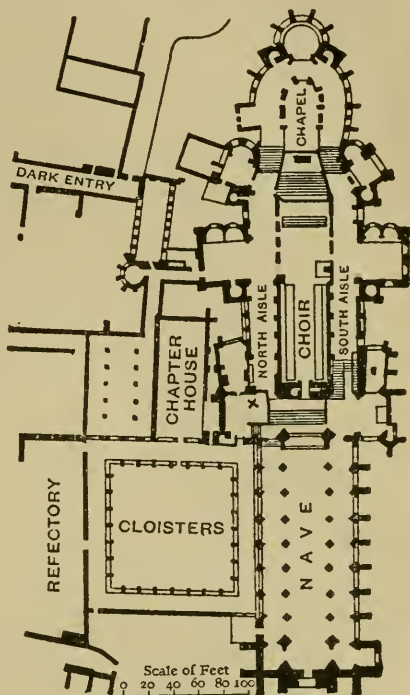 CHAPEL
DARK ENTRY
NORTH AISLE
CHOIR
SOUTH AISLE
CHAPTER
HOUSE
X
REFECTORY
CLOISTERS
NAVE
Scale of Feet
0 20 40 60 80 100